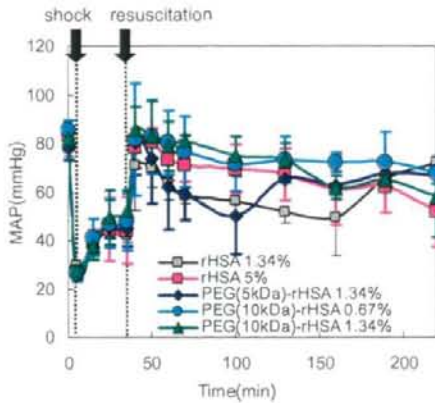 shock resuscitation
120
100
80
60
40
20
0
MAP(mmHg)
rHSA 1.34%
rHSA 5%
PEG(5kDa)-rHSA 1.34%
PEG(10kDa)-rHSA 0.67%
PEG(10kDa)-rHSA 1.34%
0 50 100 150 200
Time(min)